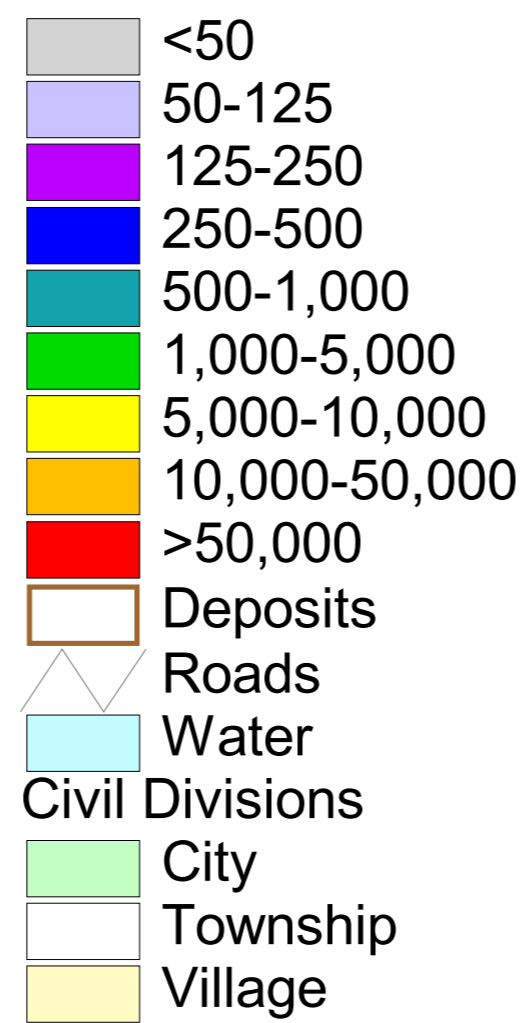 <50
50-125
125-250
250-500
500-1,000
1,000-5,000
5,000-10,000
10,000-50,000
>50,000
Deposits
Roads
Water
Civil Divisions
City
Township
Village